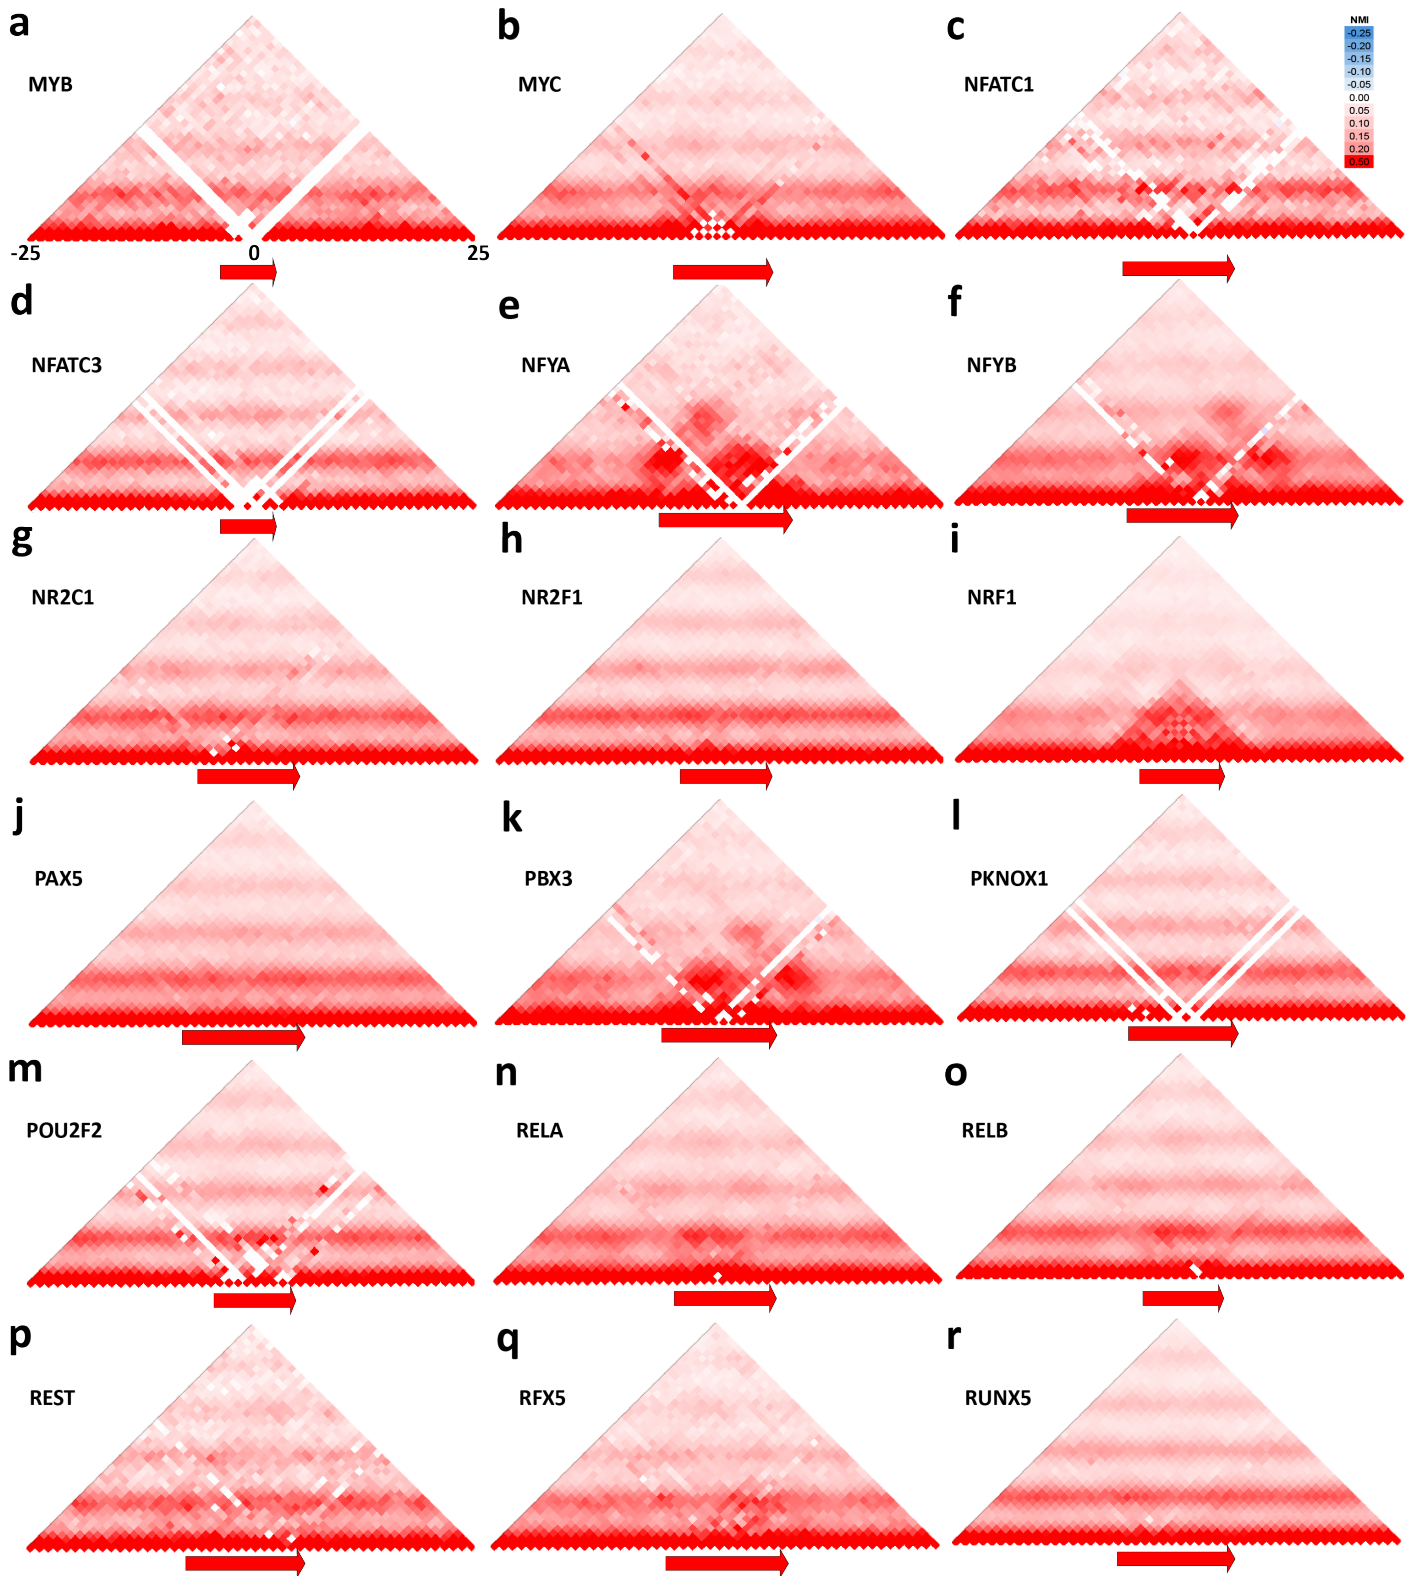 a
MYB
-25 0 25
b
MYC
c
NFATC1
NMI
-0.25
-0.20
-0.15
-0.10
-0.05
0.00
0.05
0.10
0.15
0.20
0.50
d
NFATC3
e
NFYA
f
NFYB
g
NR2C1
h
NR2F1
i
NRF1
j
PAX5
k
PBX3
l
PKNOX1
m
POU2F2
n
RELA
o
RELB
p
REST
q
RFX5
r
RUNX5